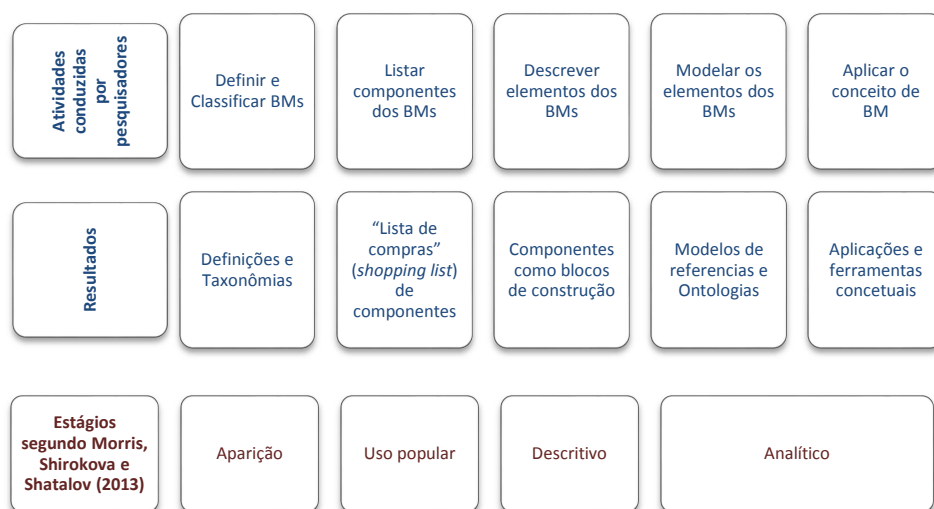 Atividades
conduzidas
por
pesquisadores
Definir e
Classificar BMs
Listar
componentes
dos BMs
Descrever
elementos dos
BMs
Modelar os
elementos dos
BMs
Aplicar o
conceito de
BM
Resultados
Definições e
Taxonômias
“Lista de
compras”
(shopping list)
de
componentes
Componentes
como blocos
de construção
Modelos de
referencias e
Ontologias
Aplicações e
ferramentas
concetuais
Estágios
segundo Morris,
Shirokova e
Shatalov (2013)
Aparição
Uso popular
Descritivo
Analítico